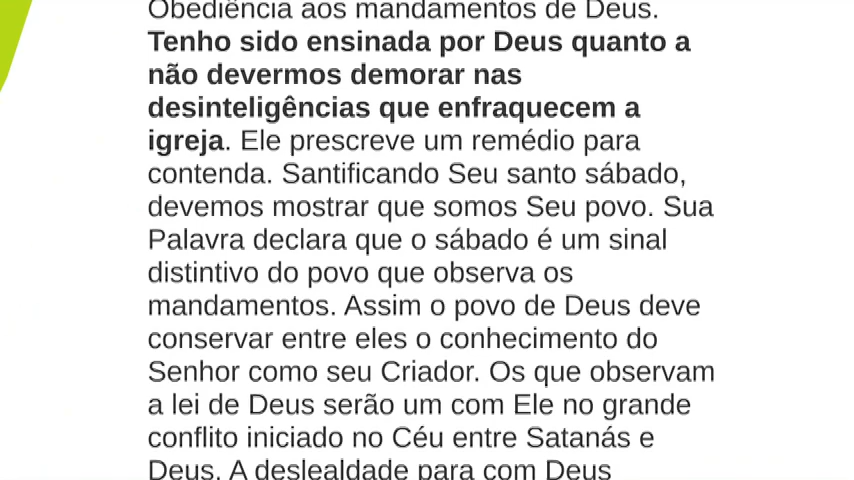 Obediência aos mandamentos de Deus.
Tenho sido ensinada por Deus quanto a
não devermos demorar nas
desinteligências que enfraquecem a
igreja. Ele prescreve um remédio para
contenda. Santificando Seu santo sábado,
devemos mostrar que somos Seu povo. Sua
Palavra declara que o sábado é um sinal
distintivo do povo que observa os
mandamentos. Assim o povo de Deus deve
conservar entre eles o conhecimento do
Senhor como seu Criador. Os que observam
a lei de Deus serão um com Ele no grande
conflito iniciado no Céu entre Satanás e
Deus. A deslealdade para com Deus